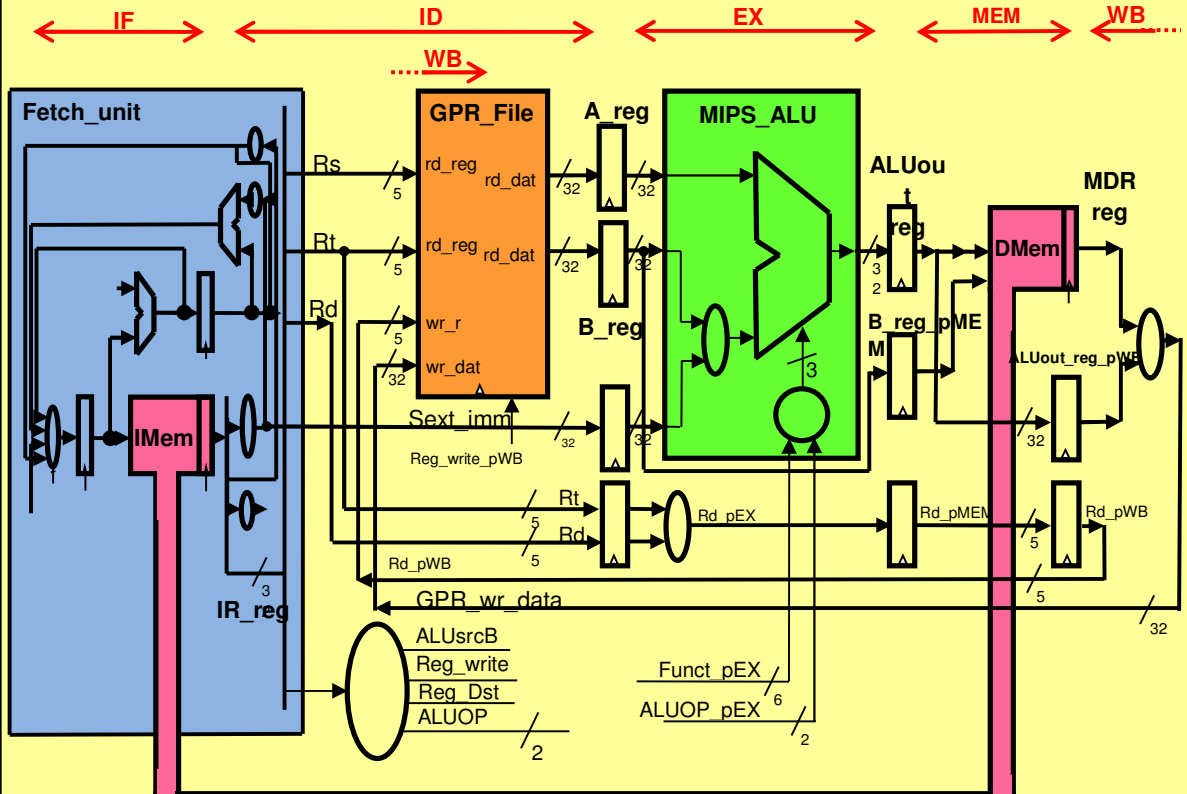 IF
ID
EX
MEM
WB
WB
Fetch_unit
GPR_File
A_reg
MIPS_ALU
ALUou
t
reg
MDR
reg
Rs
5
rd_reg
rd_dat
32
32
Rt
5
rd_reg
rd_dat
32
32
3
2
DMem
Rd
5
wr_r
B_reg
B_reg_pME
M
ALUout_reg_pWB
32
wr_dat
3
IMem
Sext_imm
32
32
32
Reg_write_pWB
Rt
5
Rd
5
Rd_pEX
Rd_pMEM
5
Rd_pWB
Rd_pWB
5
3
IR_reg
GPR_wr_data
32
ALUsrcB
Reg_write
Reg_Dst
ALUOP
2
Funct_pEX
6
ALUOP_pEX
2